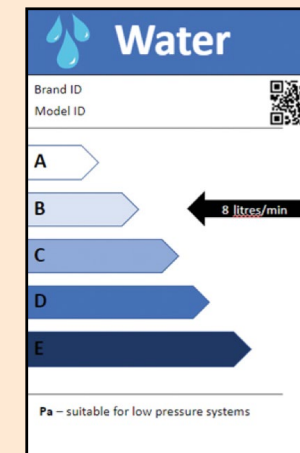 Water
Brand ID
Model ID
A
B
8 litres/min
C
D
E
Pa – suitable for low pressure systems